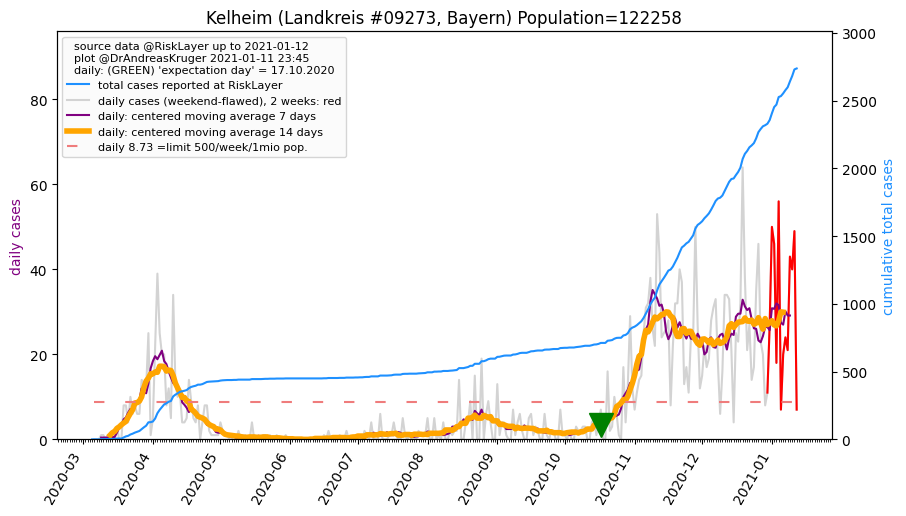 Kelheim (Landkreis #09273, Bayern) Population=122258
source data @RiskLayer up to 2021-01-12
plot @DrAndreasKruger 2021-01-11 23:45
daily: (GREEN) 'expectation day' = 17.10.2020
total cases reported at RiskLayer
daily cases (weekend-flawed), 2 weeks: red
daily: centered moving average 7 days
daily: centered moving average 14 days
daily 8.73 =limit 500/week/1mio pop.
daily cases
80
60
40
20
0
cumulative total cases
3000
2500
2000
1500
1000
500
0
2020-03
2020-04
2020-05
2020-06
2020-07
2020-08
2020-09
2020-10
2020-11
2020-12
2021-01